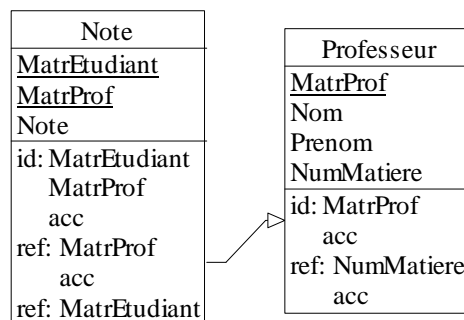 Note
MatrEtudiant
MatrProf
Note
id: MatrEtudiant
MatrProf
acc
ref: MatrProf
acc
ref: MatrEtudiant
Professeur
MatrProf
Nom
Prenom
NumMatiere
id: MatrProf
acc
ref: NumMatiere
acc